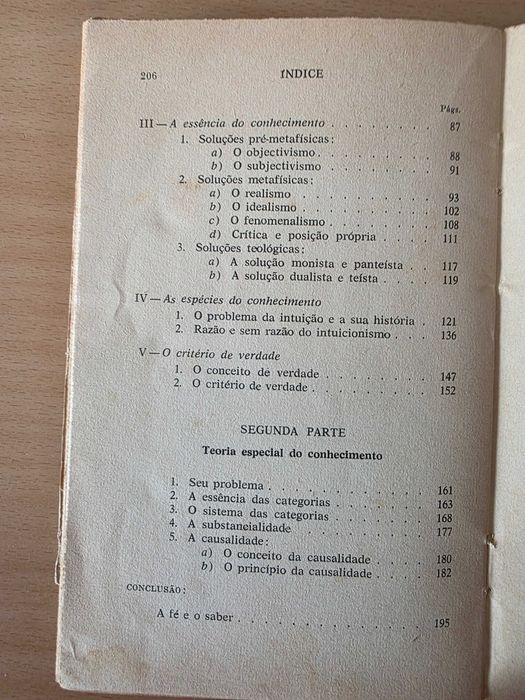 206 ÍNDICE
Págs.
III — A essência do conhecimento . . . . . . . . 87
1. Soluções pré-metafísicas:
a) O objectivismo . . . . . . . . 88
b) O subjectivismo . . . . . . . . 91
2. Soluções metafísicas:
a) O realismo . . . . . . . . . 93
b) O idealismo . . . . . . . . . 102
c) O fenomenalismo . . . . . . . 108
d) Crítica e posição própria . . . . 111
3. Soluções teológicas:
a) A solução monista e panteísta . . 117
b) A solução dualista e teísta . . . . 119
IV — As espécies do conhecimento
1. O problema da intuição e a sua história . 121
2. Razão e sem razão do intuicionismo . . . 136
V — O critério de verdade
1. O conceito de verdade . . . . . . . . 147
2. O critério de verdade . . . . . . . . . 152
SEGUNDA PARTE
Teoria especial do conhecimento
1. Seu problema . . . . . . . . . . . . 161
2. A essência das categorias . . . . . . . 163
3. O sistema das categorias . . . . . . . 168
4. A substancialidade . . . . . . . . . . 177
5. A causalidade:
a) O conceito da causalidade . . . . . 180
b) O princípio da causalidade . . . . . 182
CONCLUSÃO:
A fé e o saber . . . . . . . . . . . . . 195